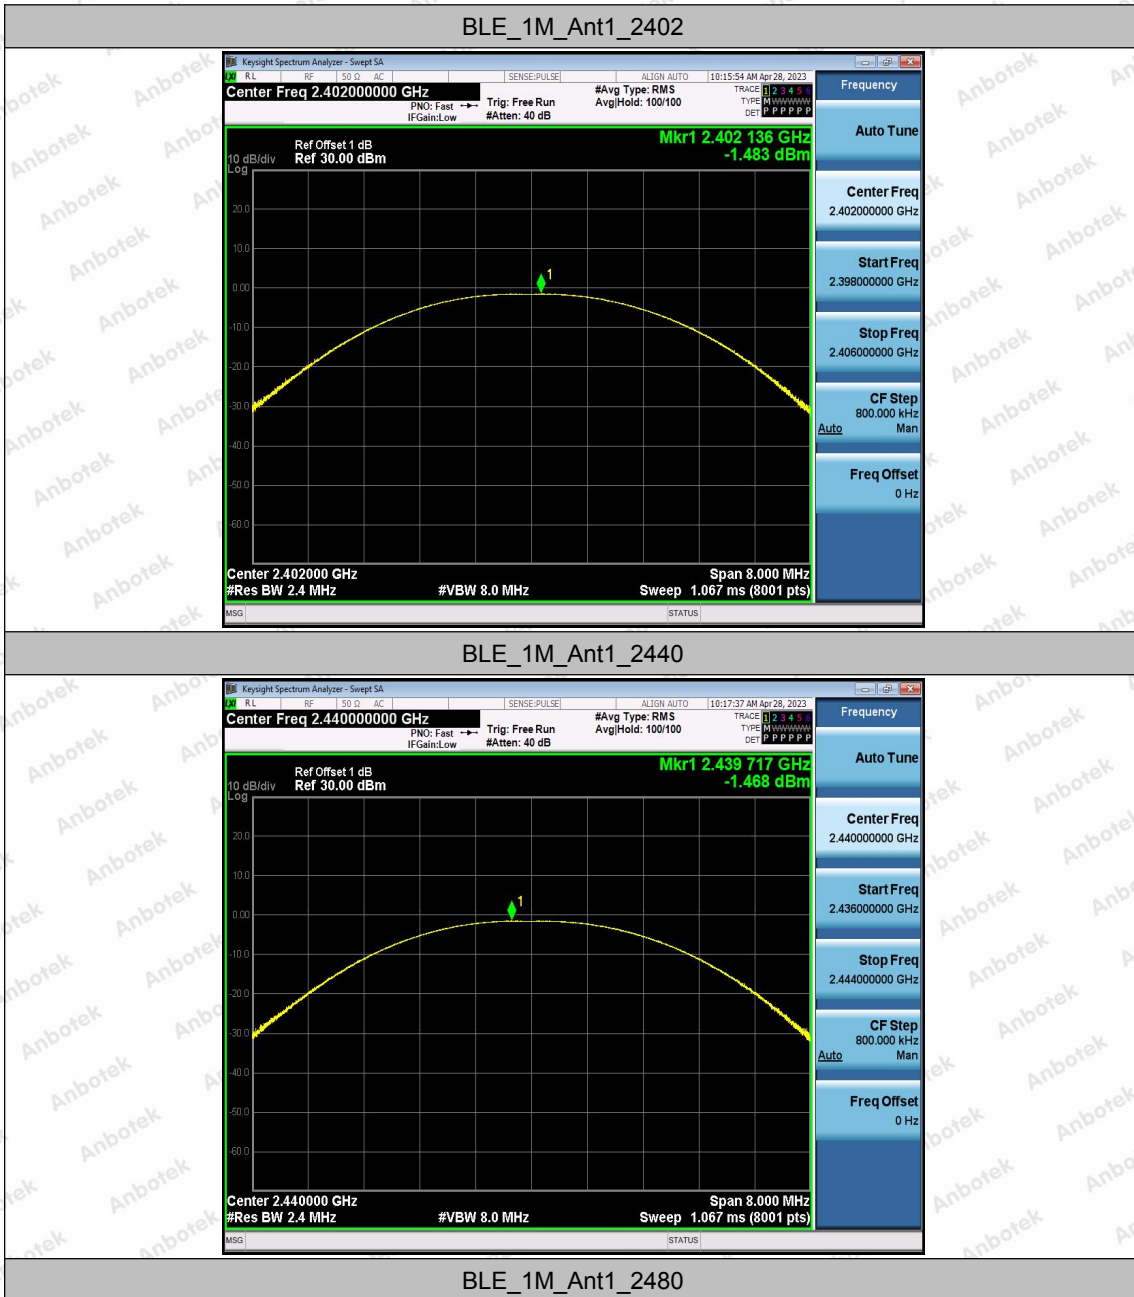 BLE_1M_Ant1_2402
Keysight Spectrum Analyzer - Swept SA
LXI RL RF 50 Ω AC SENSE:PULSE ALIGN AUTO 10:15:54 AM Apr 28, 2023
Center Freq 2.402000000 GHz #Avg Type: RMS TRACE 1 2 3 4 5 6
PNO: Fast Trig: Free Run Avg|Hold: 100/100 TYPE M WWWWW
IFGain:Low #Atten: 40 dB DET P P P P P P
Mkr1 2.402 136 GHz
-1.483 dBm
Ref Offset 1 dB
10 dB/div Ref 30.00 dBm
Log
20.0
10.0
0.00
-10.0
-20.0
-30.0
-40.0
-50.0
-60.0
1
Center 2.402000 GHz Span 8.000 MHz
#Res BW 2.4 MHz #VBW 8.0 MHz Sweep 1.067 ms (8001 pts)
MSG STATUS
Frequency
Auto Tune
Center Freq
2.402000000 GHz
Start Freq
2.398000000 GHz
Stop Freq
2.406000000 GHz
CF Step
800.000 kHz
Auto Man
Freq Offset
0 Hz
BLE_1M_Ant1_2440
Keysight Spectrum Analyzer - Swept SA
LXI RL RF 50 Ω AC SENSE:PULSE ALIGN AUTO 10:17:37 AM Apr 28, 2023
Center Freq 2.440000000 GHz #Avg Type: RMS TRACE 1 2 3 4 5 6
PNO: Fast Trig: Free Run Avg|Hold: 100/100 TYPE M WWWWW
IFGain:Low #Atten: 40 dB DET P P P P P P
Mkr1 2.439 717 GHz
-1.468 dBm
Ref Offset 1 dB
10 dB/div Ref 30.00 dBm
Log
20.0
10.0
0.00
-10.0
-20.0
-30.0
-40.0
-50.0
-60.0
1
Center 2.440000 GHz Span 8.000 MHz
#Res BW 2.4 MHz #VBW 8.0 MHz Sweep 1.067 ms (8001 pts)
MSG STATUS
Frequency
Auto Tune
Center Freq
2.440000000 GHz
Start Freq
2.436000000 GHz
Stop Freq
2.444000000 GHz
CF Step
800.000 kHz
Auto Man
Freq Offset
0 Hz
BLE_1M_Ant1_2480
Anbotek